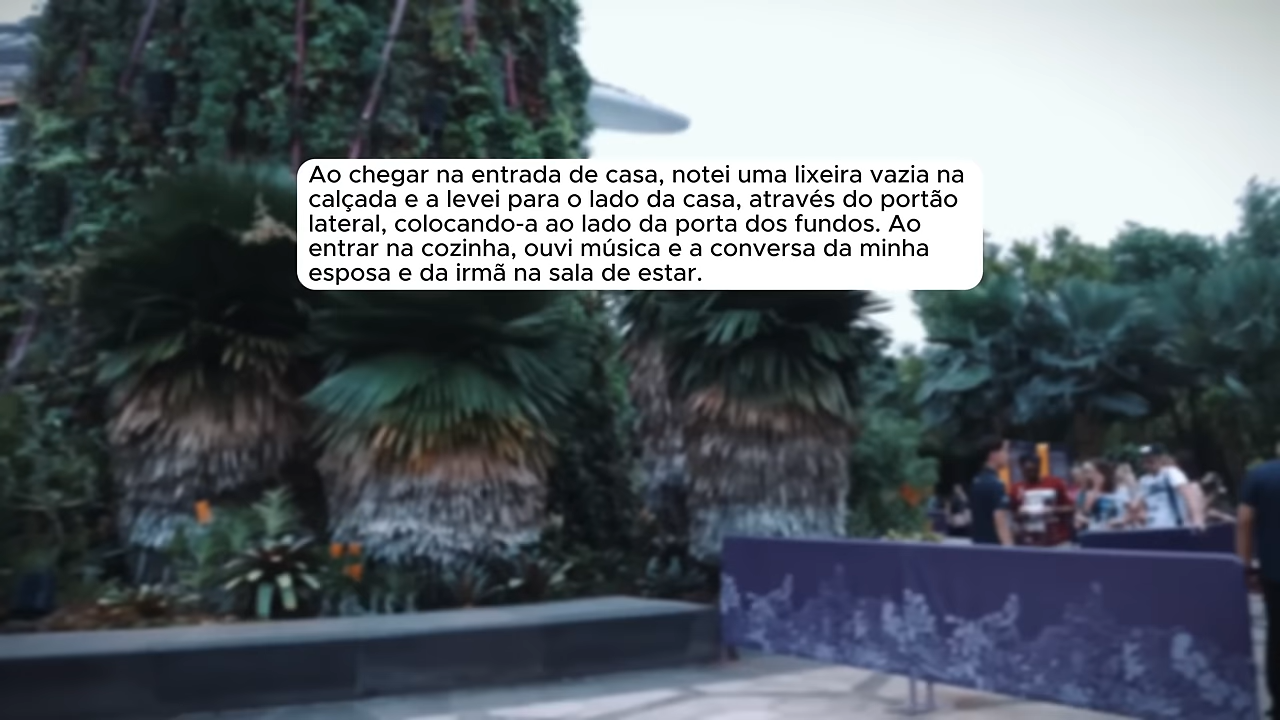 Ao chegar na entrada de casa, notei uma lixeira vazia na
calçada e a levei para o lado da casa, através do portão
lateral, colocando-a ao lado da porta dos fundos. Ao
entrar na cozinha, ouvi música e a conversa da minha
esposa e da irmã na sala de estar.